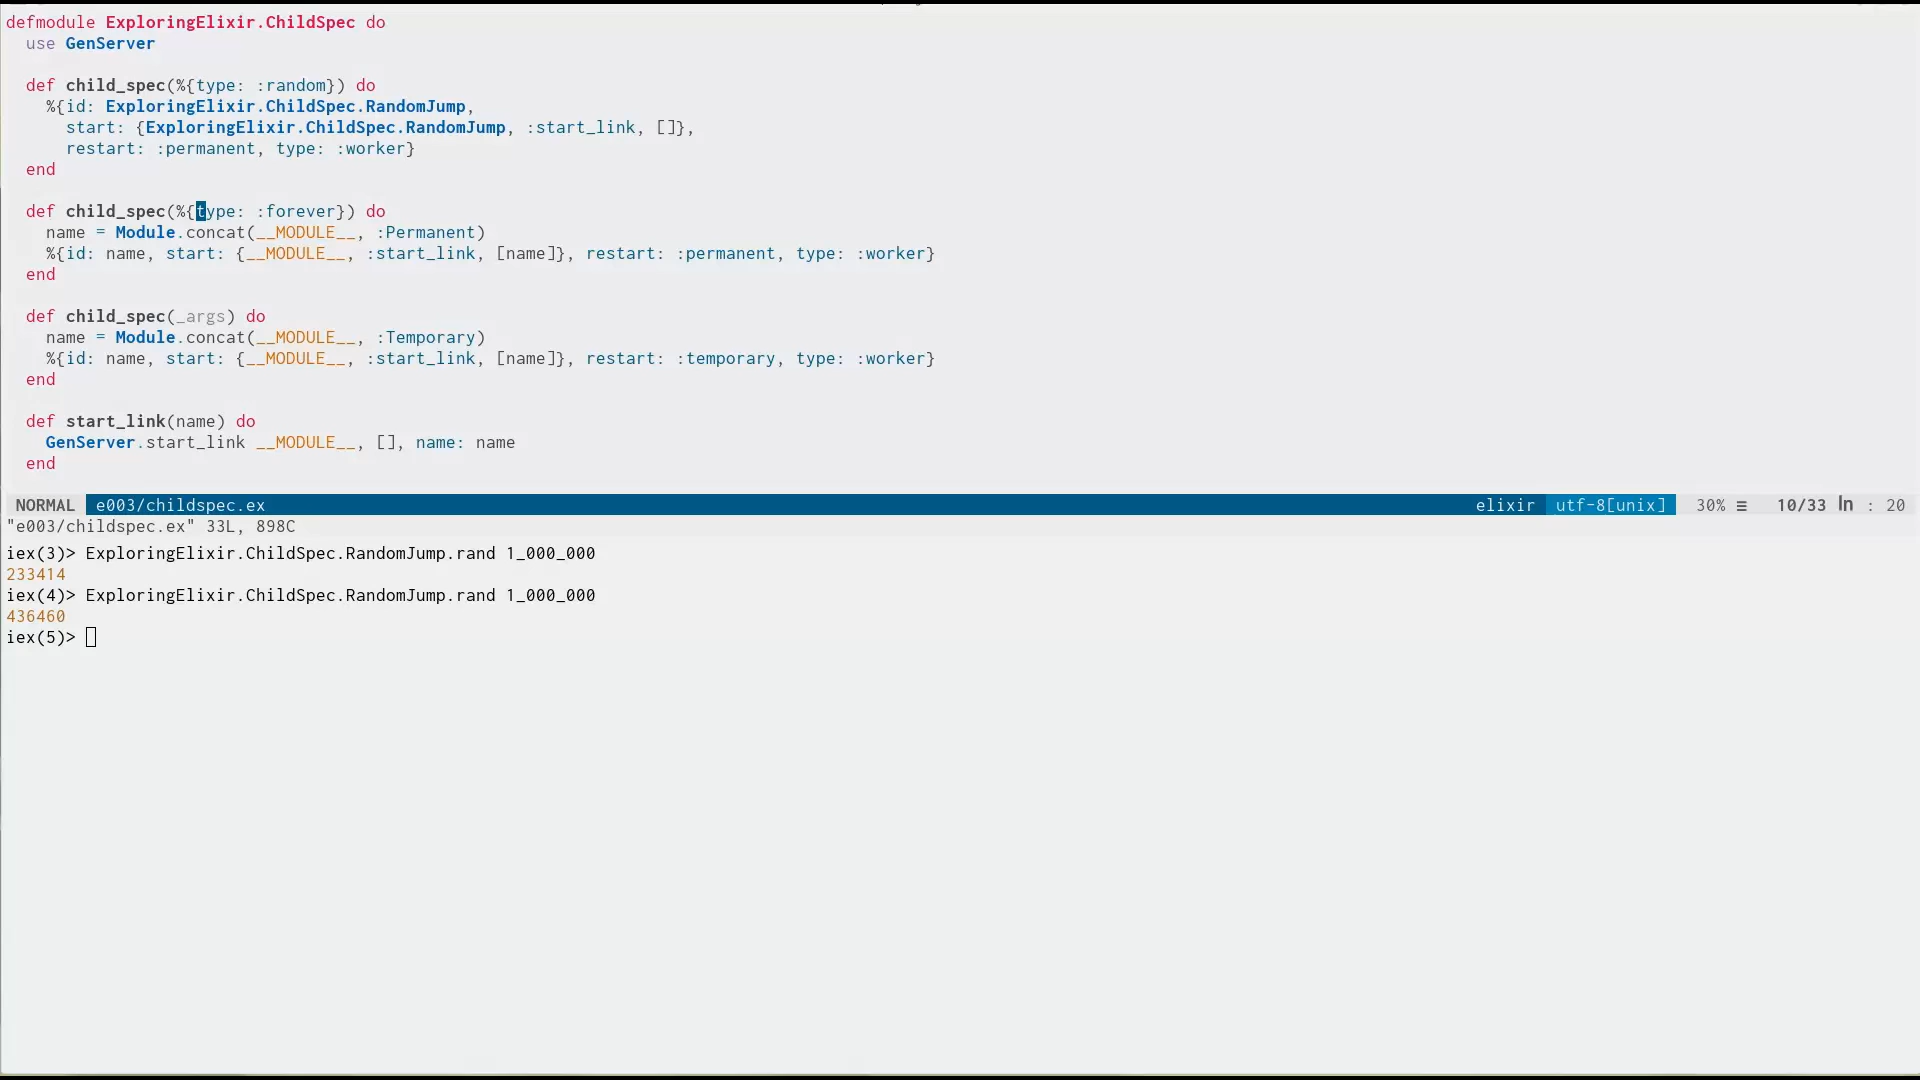 defmodule ExploringElixir.ChildSpec do
  use GenServer

  def child_spec(%{type: :random}) do
    %{id: ExploringElixir.ChildSpec.RandomJump,
      start: {ExploringElixir.ChildSpec.RandomJump, :start_link, []},
      restart: :permanent, type: :worker}
  end

  def child_spec(%{type: :forever}) do
    name = Module.concat(__MODULE__, :Permanent)
    %{id: name, start: {__MODULE__, :start_link, [name]}, restart: :permanent, type: :worker}
  end

  def child_spec(_args) do
    name = Module.concat(__MODULE__, :Temporary)
    %{id: name, start: {__MODULE__, :start_link, [name]}, restart: :temporary, type: :worker}
  end

  def start_link(name) do
    GenServer.start_link __MODULE__, [], name: name
  end

NORMAL e003/childspec.ex elixir utf-8[unix] 30% ≡ 10/33 ln : 20
"e003/childspec.ex" 33L, 898C
iex(3)> ExploringElixir.ChildSpec.RandomJump.rand 1_000_000
233414
iex(4)> ExploringElixir.ChildSpec.RandomJump.rand 1_000_000
436460
iex(5)>